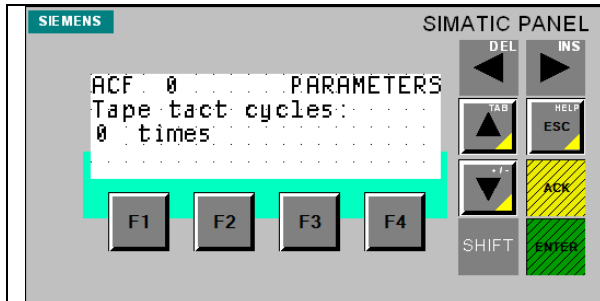 SIEMENS
SIMATIC PANEL
DEL
INS
ACF 0 PARAMETERS
Tape tact cycles:
0 times
TAB
HELP
ESC
+/-
ACK
F1 F2 F3 F4
SHIFT
ENTER